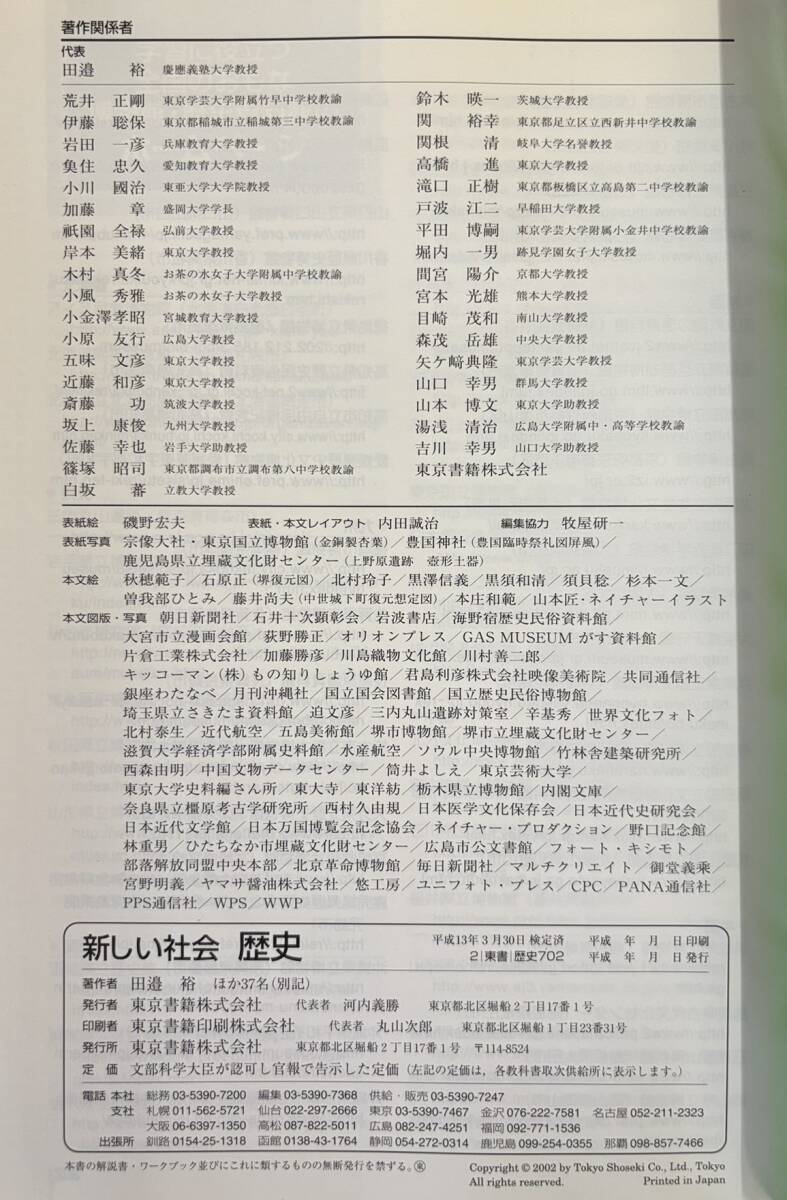 著作関係者
代表
田邉　裕　慶應義塾大学教授
荒井　正剛　東京学芸大学附属竹早中学校教諭
伊藤　聡保　東京都稲城市立稲城第三中学校教諭
岩田　一彦　兵庫教育大学教授
魚住　忠久　愛知教育大学教授
小川　國治　東亜大学大学院教授
加藤　章　盛岡大学学長
祇園　全禄　弘前大学教授
岸本　美緒　東京大学教授
木村　真冬　お茶の水女子大学附属中学校教諭
小風　秀雅　お茶の水女子大学教授
小金澤孝昭　宮城教育大学教授
小原　友行　広島大学教授
五味　文彦　東京大学教授
近藤　和彦　東京大学教授
斎藤　功　筑波大学教授
坂上　康俊　九州大学教授
佐藤　幸也　岩手大学助教授
篠塚　昭司　東京都調布市立調布第八中学校教諭
白坂　蕃　立教大学教授
鈴木　暎一　茨城大学教授
関　裕幸　東京都足立区立西新井中学校教諭
関根　清　岐阜大学名誉教授
高橋　進　東京大学教授
滝口　正樹　東京都板橋区立高島第二中学校教諭
戸波　江二　早稲田大学教授
平田　博嗣　東京学芸大学附属小金井中学校教諭
堀内　一男　跡見学園女子大学教授
間宮　陽介　京都大学教授
宮本　光雄　熊本大学教授
目崎　茂和　南山大学教授
森茂　岳雄　中央大学教授
矢ケ﨑典隆　東京学芸大学教授
山口　幸男　群馬大学教授
山本　博文　東京大学助教授
湯浅　清治　広島大学附属中・高等学校教諭
吉川　幸男　山口大学助教授
東京書籍株式会社
表紙絵　磯野宏夫　表紙・本文レイアウト　内田誠治　編集協力　牧屋研一
表紙写真　宗像大社・東京国立博物館（金銅製杏葉）／豊国神社（豊国臨時祭礼図屏風）／
鹿児島県立埋蔵文化財センター（上野原遺跡　壺形土器）
本文絵　秋穂範子／石原正（堺復元図）／北村玲子／黒澤信義／黒須和清／須貝稔／杉本一文／
曽我部ひとみ／藤井尚夫（中世城下町復元想定図）／本庄和範／山本匠・ネイチャーイラスト
本文図版・写真　朝日新聞社／石井十次顕彰会／岩波書店／海野宿歴史民俗資料館／
大宮市立漫画会館／荻野勝正／オリオンプレス／GAS MUSEUM がす資料館／
片倉工業株式会社／加藤勝彦／川島織物文化館／川村善二郎／
キッコーマン（株）もの知りしょうゆ館／君島利彦株式会社映像美術院／共同通信社／
銀座わたなべ／月刊沖縄社／国立国会図書館／国立歴史民俗博物館／
埼玉県立さきたま資料館／迫文彦／三内丸山遺跡対策室／辛基秀／世界文化フォト／
北村泰生／近代航空／五島美術館／堺市博物館／堺市立埋蔵文化財センター／
滋賀大学経済学部附属史料館／水産航空／ソウル中央博物館／竹林舎建築研究所／
西森由明／中国文物データセンター／筒井よしえ／東京芸術大学／
東京大学史料編さん所／東大寺／東洋紡／栃木県立博物館／内閣文庫／
奈良県立橿原考古学研究所／西村久由規／日本医学文化保存会／日本近代史研究会／
日本近代文学館／日本万国博覧会記念協会／ネイチャー・プロダクション／野口記念館／
林重男／ひたちなか市埋蔵文化財センター／広島市公文書館／フォート・キシモト／
部落解放同盟中央本部／北京革命博物館／毎日新聞社／マルチクリエイト／御堂義乗／
宮野明義／ヤマサ醤油株式会社／悠工房／ユニフォト・プレス／CPC／PANA通信社／
PPS通信社／WPS／WWP
新しい社会　歴史　平成13年3月30日 検定済　平成　年　月　日 印刷
2｜東書｜歴史702　平成　年　月　日 発行
著作者　田邉　裕　ほか37名（別記）
発行者　東京書籍株式会社　代表者　河内義勝　東京都北区堀船2丁目17番1号
印刷者　東京書籍印刷株式会社　代表者　丸山次郎　東京都北区堀船1丁目23番31号
発行所　東京書籍株式会社　東京都北区堀船2丁目17番1号　〒114-8524
定　価　文部科学大臣が認可し官報で告示した定価（左記の定価は，各教科書取次供給所に表示します。）
電話 本社　総務 03-5390-7200　編集 03-5390-7368　供給・販売 03-5390-7247
支社　札幌 011-562-5721　仙台 022-297-2666　東京 03-5390-7467　金沢 076-222-7581　名古屋 052-211-2323
大阪 06-6397-1350　高松 087-822-5011　広島 082-247-4251　福岡 092-771-1536
出張所　釧路 0154-25-1318　函館 0138-43-1764　静岡 054-272-0314　鹿児島 099-254-0355　那覇 098-857-7466
本書の解説書・ワークブック並びにこれに類するものの無断発行を禁ずる。
Copyright © 2002 by Tokyo Shoseki Co., Ltd., Tokyo
All rights reserved.　Printed in Japan